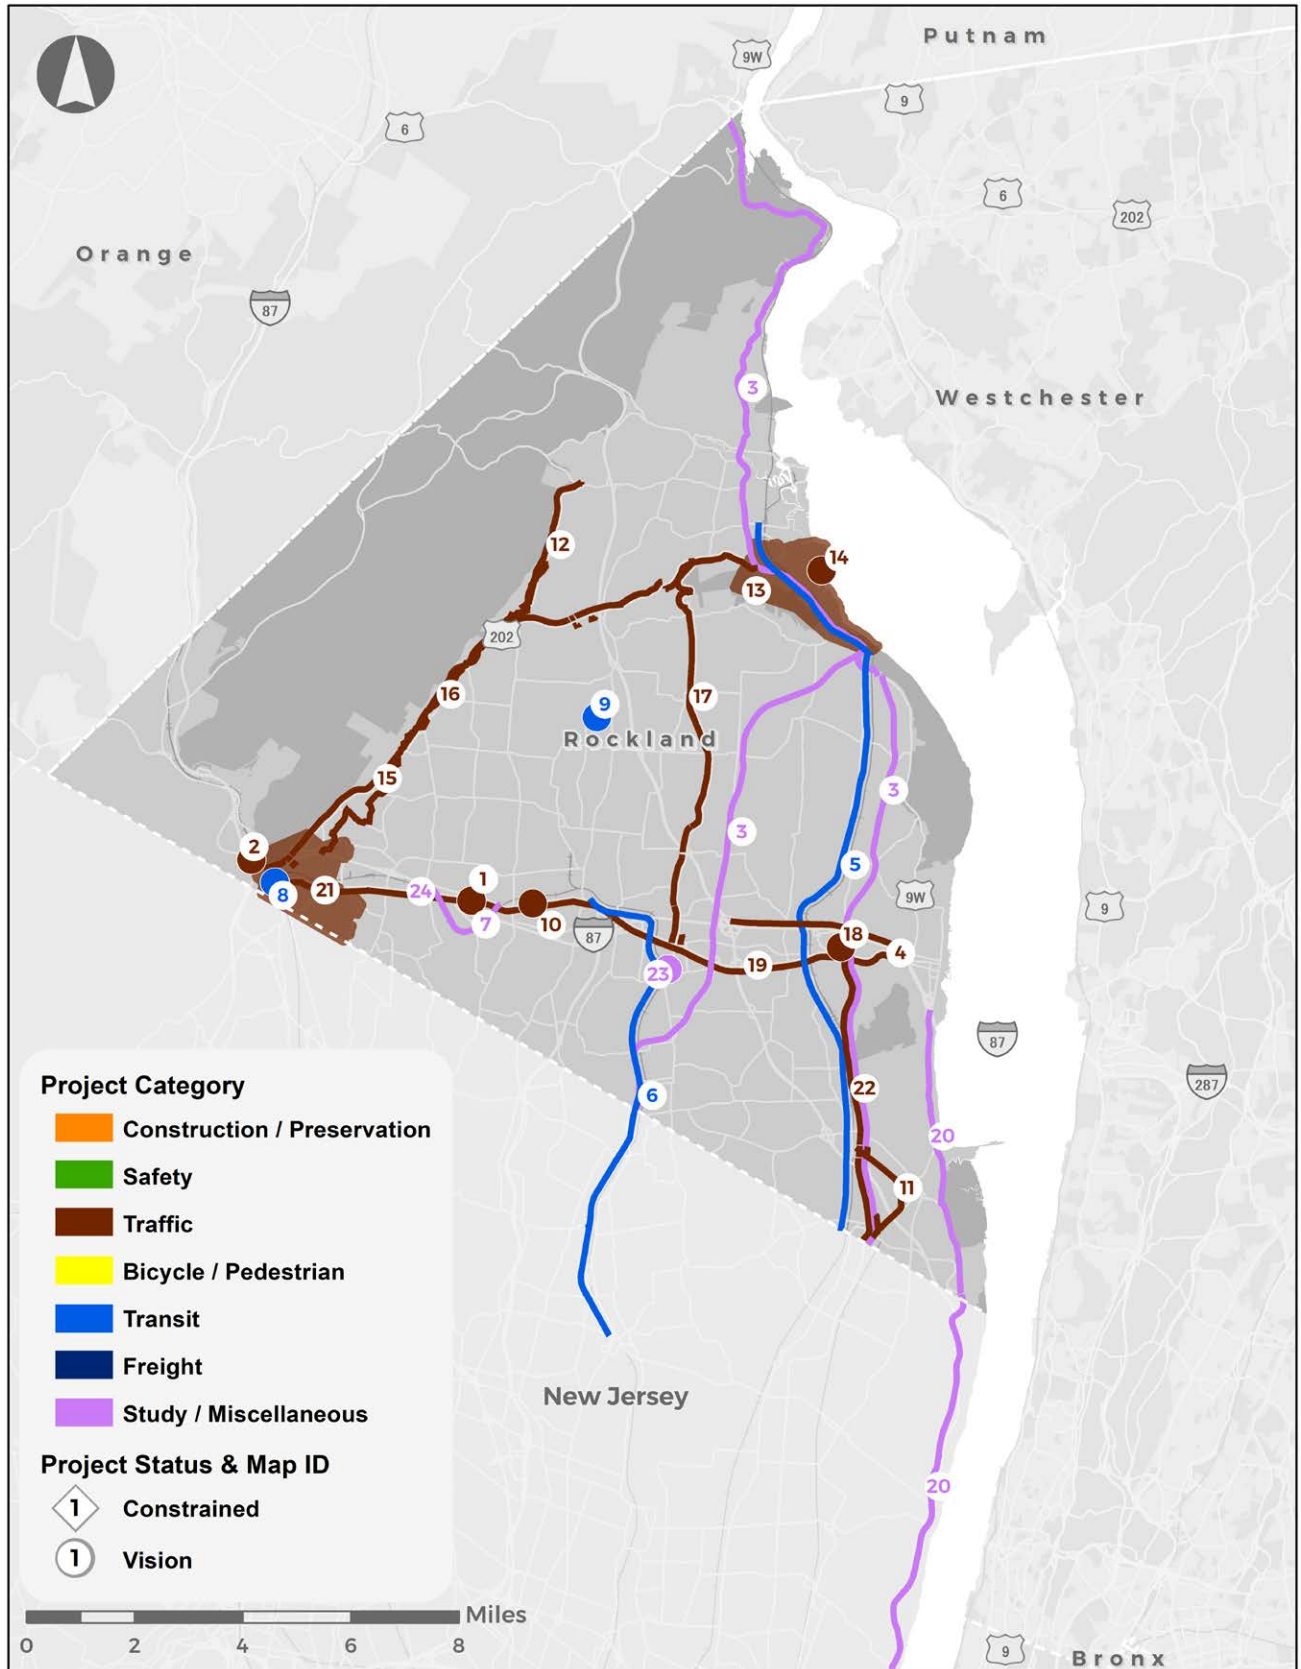 Putnam
9W
9
6
6
202
Orange
87
3
Westchester
12
14
13
202
16
17
9
Rockland
15
3
3
2
5
1
21
24
8
9W
9
7
10
87
18
4
19
23
87
287
22
6
20
11
Project Category
Construction / Preservation
Safety
Traffic
Bicycle / Pedestrian
Transit
Freight
Study / Miscellaneous
New Jersey
Project Status & Map ID
1 Constrained
1 Vision
20
Miles
0 2 4 6 8
9
Bronx